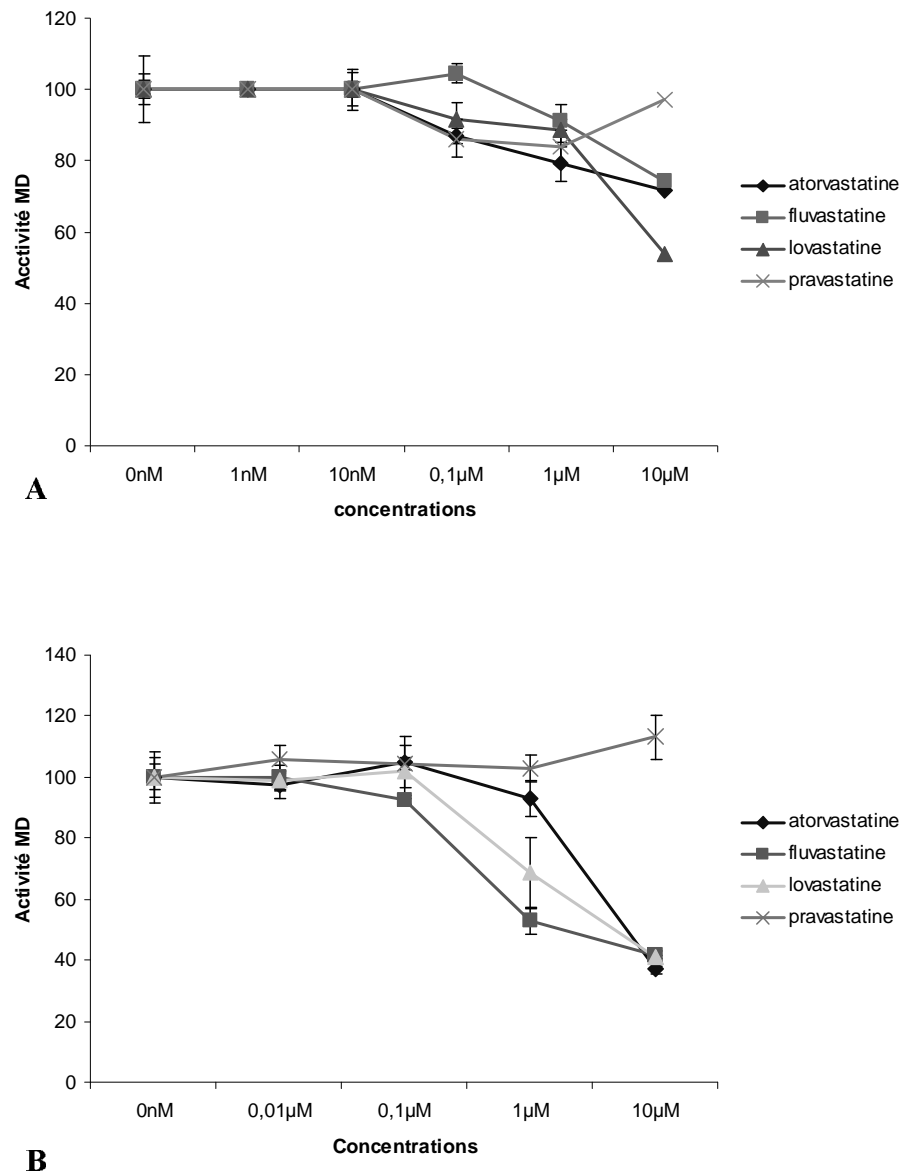 120
100
80
60
40
20
0
Acctivité MD
0nM 1nM 10nM 0,1µM 1µM 10µM
concentrations
atorvastatine
fluvastatine
lovastatine
pravastatine
A
140
120
100
80
60
40
20
0
Activité MD
0nM 0,01µM 0,1µM 1µM 10µM
Concentrations
atorvastatine
fluvastatine
lovastatine
pravastatine
B